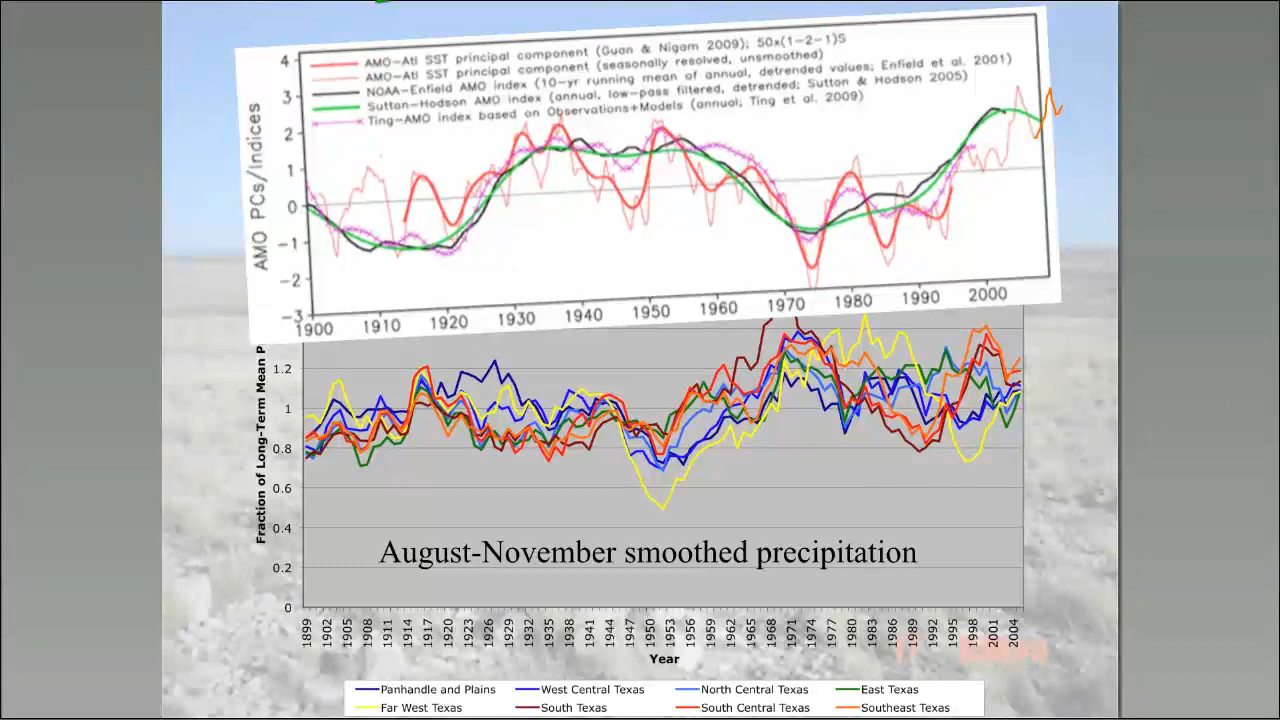 AMO-Atl SST principal component (Guan & Nigam 2009); 50x(1-2-1)S
AMO-Atl SST principal component (seasonally resolved, unsmoothed)
NOAA-Enfield AMO index (10-yr running mean of annual, detrended values; Enfield et al. 2001)
Sutton-Hodson AMO index (annual, low-pass filtered, detrended; Sutton & Hodson 2005)
Ting-AMO index based on Observations+Models (annual; Ting et al. 2009)
AMO PCs/Indices
4
3
2
1
0
-1
-2
-3
1900 1910 1920 1930 1940 1950 1960 1970 1980 1990 2000
Fraction of Long-Term Mean P
1.2
1
0.8
0.6
0.4
0.2
0
August-November smoothed precipitation
1899 1902 1905 1908 1911 1914 1917 1920 1923 1926 1929 1932 1935 1938 1941 1944 1947 1950 1953 1956 1959 1962 1965 1968 1971 1974 1977 1980 1983 1986 1989 1992 1995 1998 2001 2004
Year
Panhandle and Plains West Central Texas North Central Texas East Texas
Far West Texas South Texas South Central Texas Southeast Texas